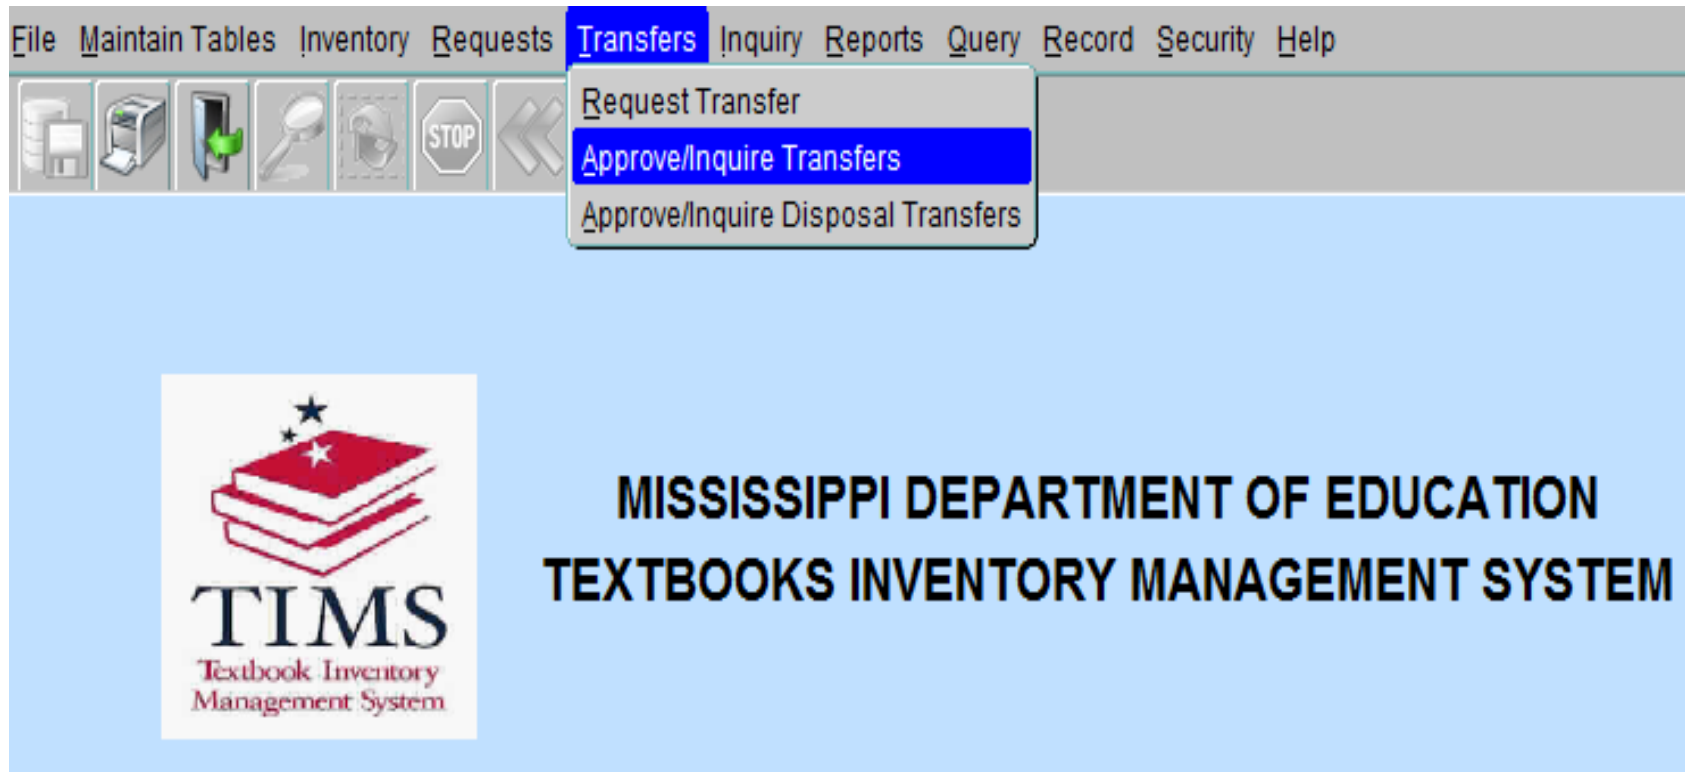 File Maintain Tables Inventory Requests Transfers Inquiry Reports Query Record Security Help
Request Transfer
STOP
Approve/Inquire Transfers
Approve/Inquire Disposal Transfers
MISSISSIPPI DEPARTMENT OF EDUCATION
TEXTBOOKS INVENTORY MANAGEMENT SYSTEM
TIMS
Textbook Inventory
Management System